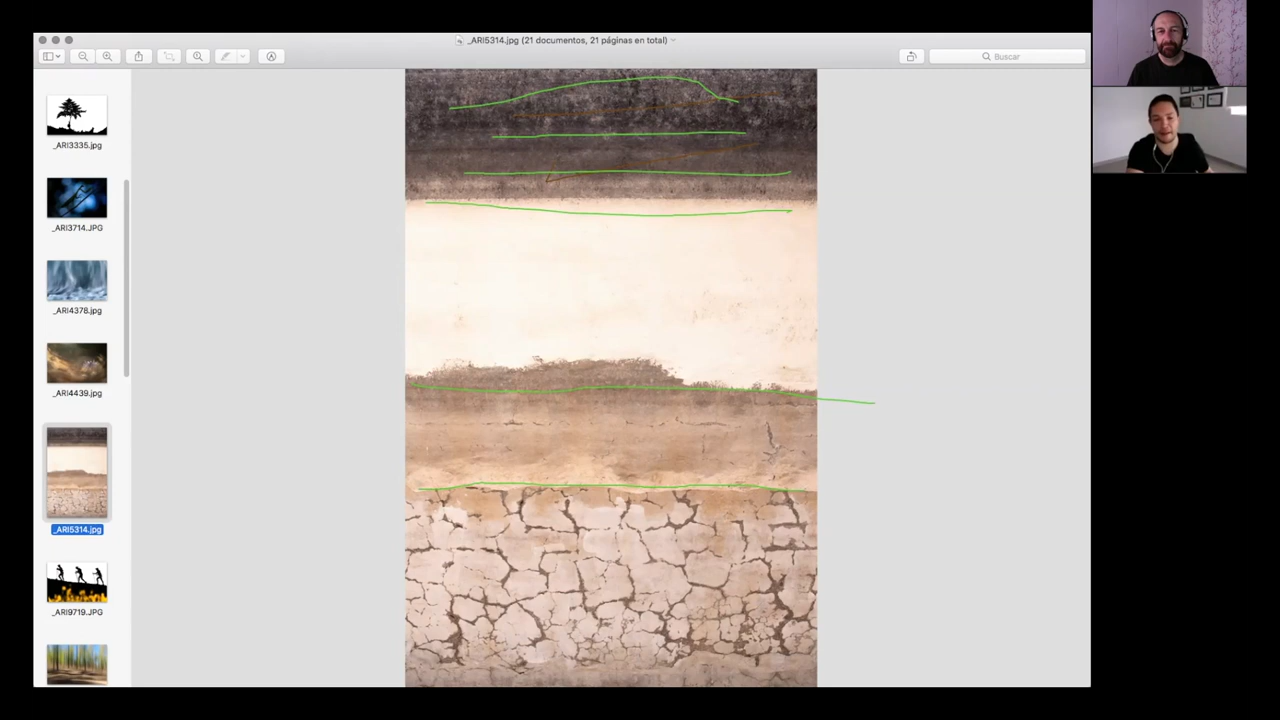 _ARI5314.jpg (21 documentos, 21 páginas en total)
Buscar
_ARI3335.jpg
_ARI3714.JPG
_ARI4378.jpg
_ARI4439.jpg
_ARI5314.jpg
_ARI9719.JPG